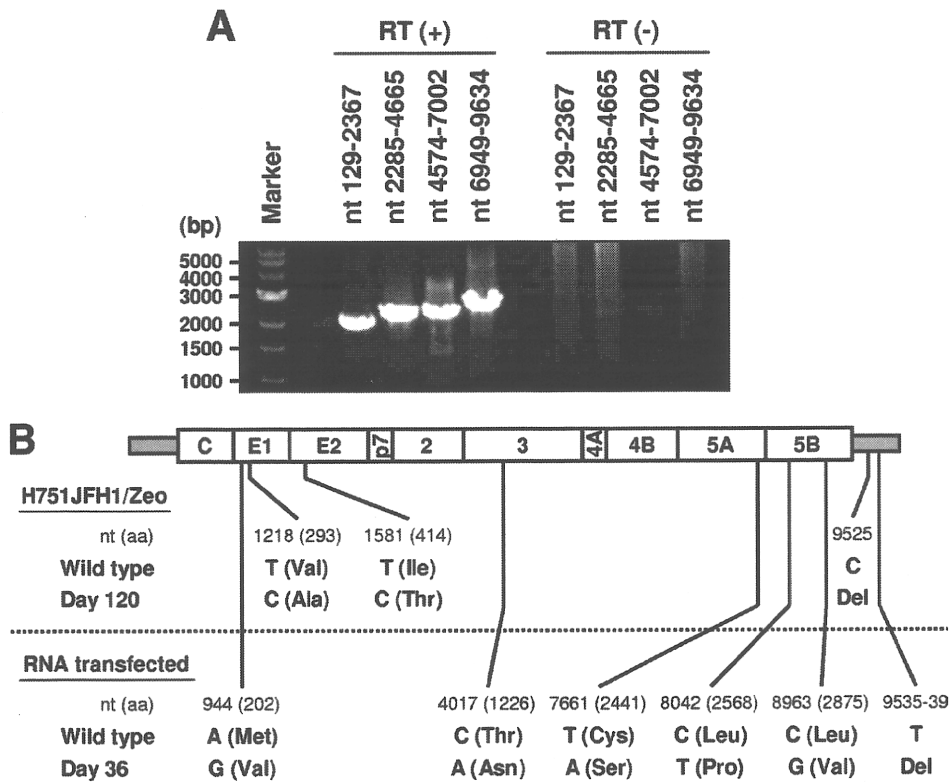 A
RT (+) RT (-)
Marker nt 129-2367 nt 2285-4665 nt 4574-7002 nt 6949-9634 nt 129-2367 nt 2285-4665 nt 4574-7002 nt 6949-9634
(bp)
5000
4000
3000
2000
1500
1000
B
C E1 E2 p7 2 3 4A 4B 5A 5B
H751JFH1/Zeo
nt (aa) 1218 (293) 1581 (414) 9525
Wild type T (Val) T (Ile) C
Day 120 C (Ala) C (Thr) Del
RNA transfected
nt (aa) 944 (202) 4017 (1226) 7661 (2441) 8042 (2568) 8963 (2875) 9535-39
Wild type A (Met) C (Thr) T (Cys) C (Leu) C (Leu) T
Day 36 G (Val) A (Asn) A (Ser) T (Pro) G (Val) Del